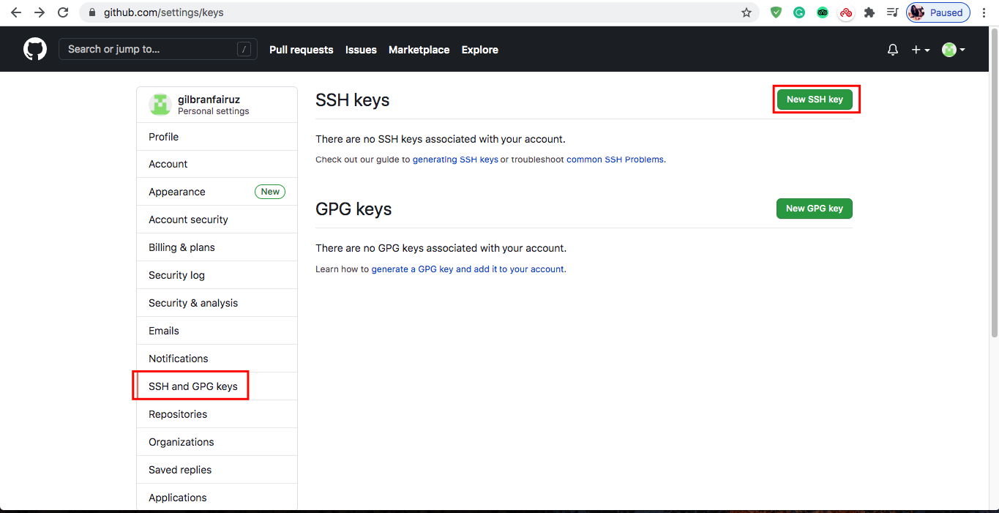 github.com/settings/keys
Paused
Search or jump to...
/
Pull requests
Issues
Marketplace
Explore
gilbranfairuz
Personal settings
Profile
Account
Appearance
New
Account security
Billing & plans
Security log
Security & analysis
Emails
Notifications
SSH and GPG keys
Repositories
Organizations
Saved replies
Applications
SSH keys
New SSH key
There are no SSH keys associated with your account.
Check out our guide to generating SSH keys or troubleshoot common SSH Problems.
GPG keys
New GPG key
There are no GPG keys associated with your account.
Learn how to generate a GPG key and add it to your account.